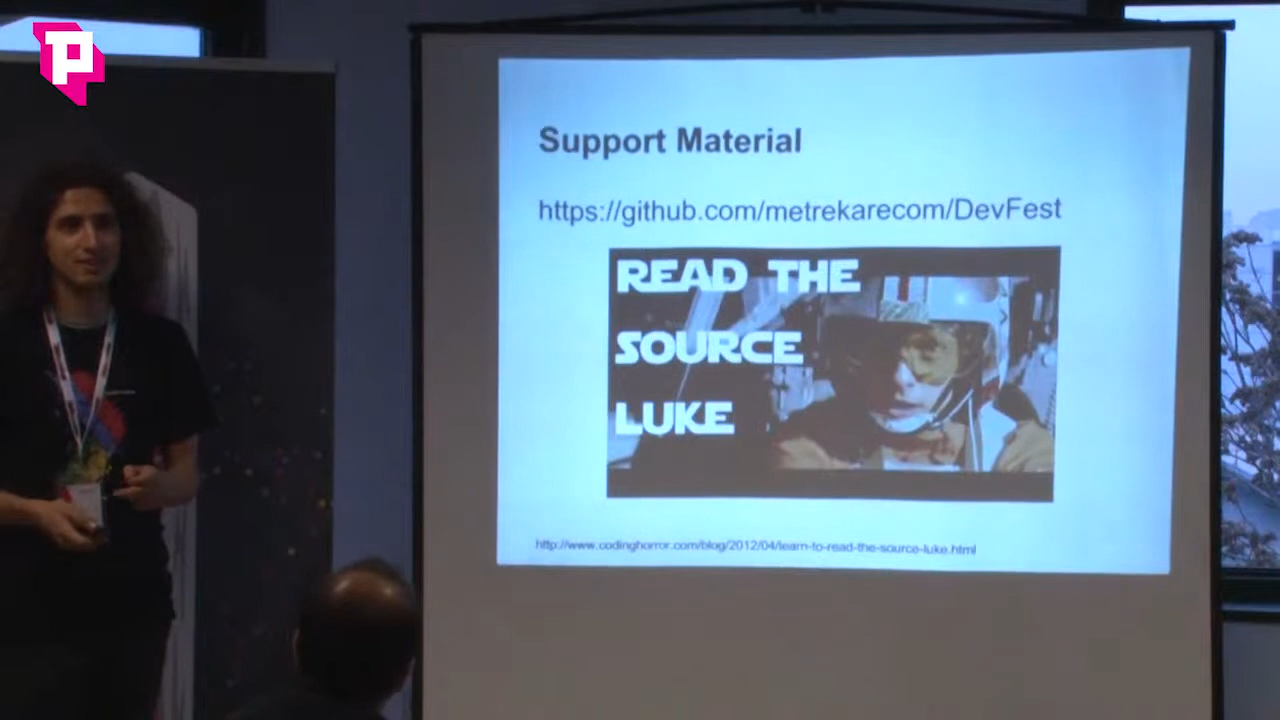 P
Support Material
https://github.com/metrekarecom/DevFest
READ THE
SOURCE
LUKE
http://www.codinghorror.com/blog/2012/04/learn-to-read-the-source-luke.html